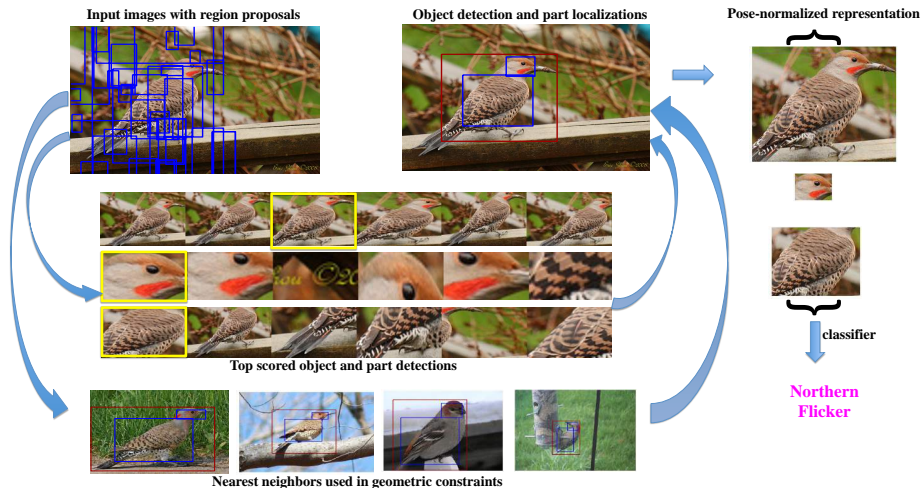 Input images with region proposals
Object detection and part localizations
Pose-normalized representation
©20
Top scored object and part detections
classifier
Northern
Flicker
Nearest neighbors used in geometric constraints